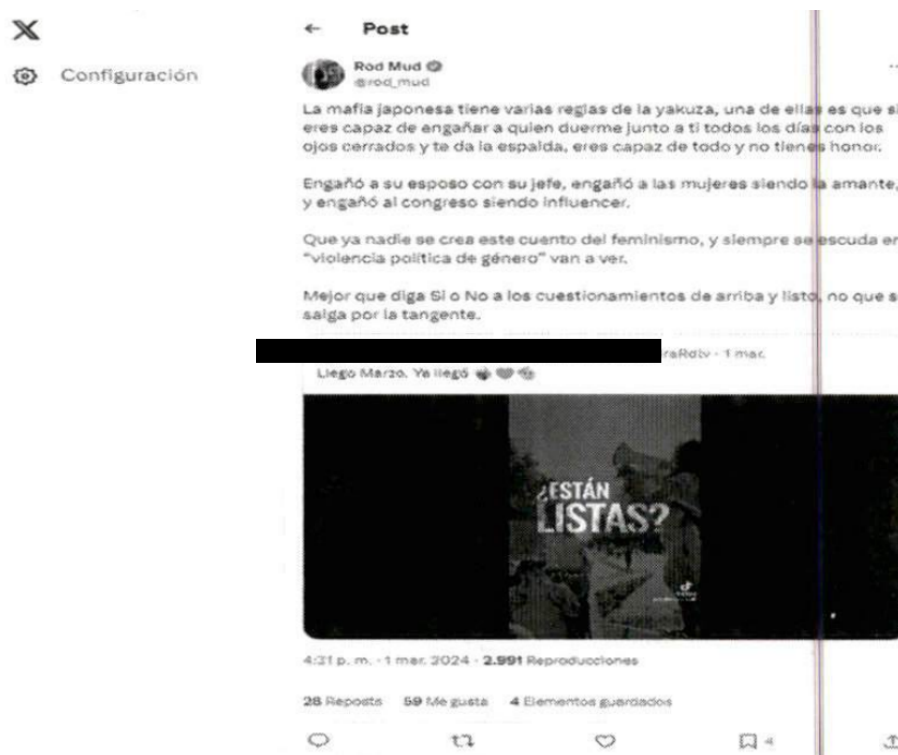 Post
Configuración
Rod Mud
@rod_mud
La mafia japonesa tiene varias reglas de la yakuza, una de ellas es que si
eres capaz de engañar a quien duerme junto a ti todos los días con los
ojos cerrados y te da la espalda, eres capaz de todo y no tienes honor.
Engañó a su esposo con su jefe, engañó a las mujeres siendo la amante,
y engañó al congreso siendo influencer.
Que ya nadie se crea este cuento del feminismo, y siempre se escuda en
"violencia política de género" van a ver.
Mejor que diga Si o No a los cuestionamientos de arriba y listo, no que s
salga por la tangente.
raRdlv · 1 mar.
Llego Marzo. Ya llegó
¿ESTÁN
LISTAS?
4:21 p. m. · 1 mar. 2024 · 2.991 Reproducciones
28 Reposts 59 Me gusta 4 Elementos guardados
4